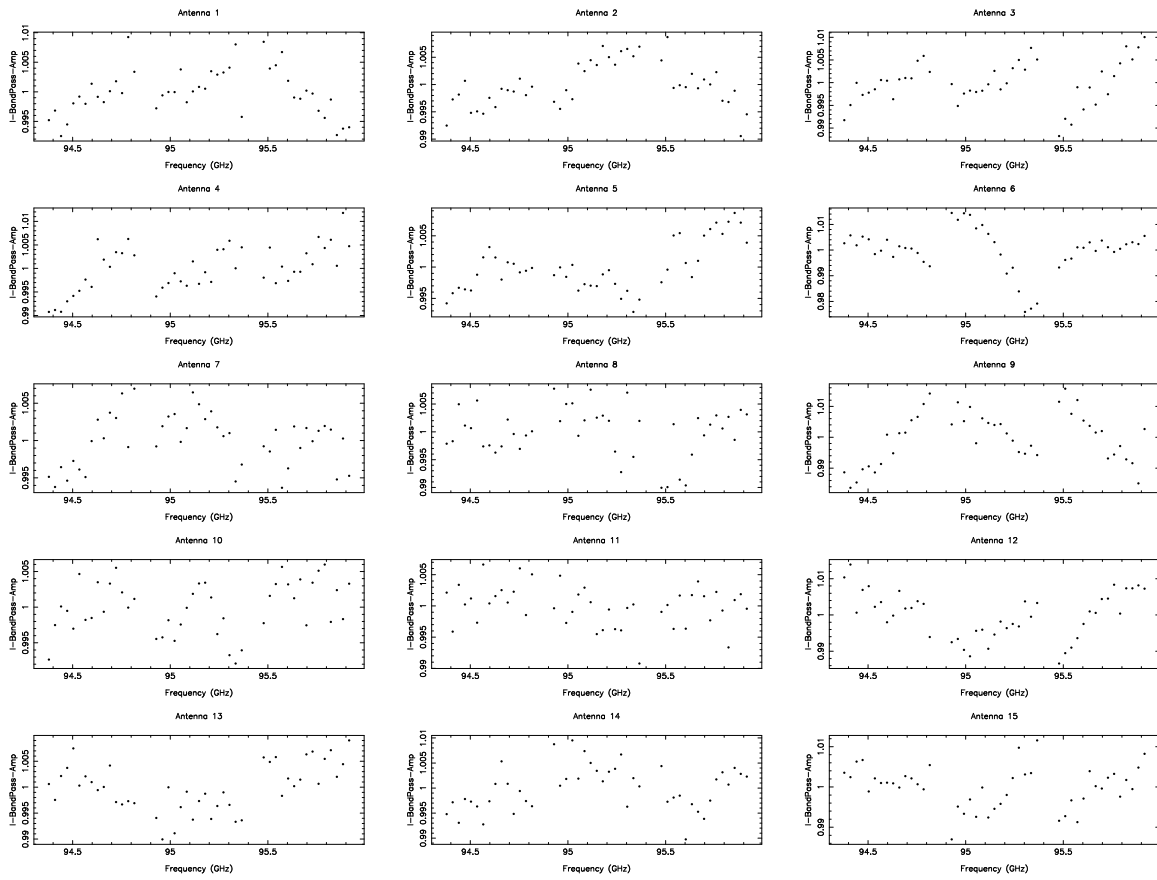 Antenna 1
I-BandPass-Amp
0.995 1 1.005 1.01
94.5 95 95.5
Frequency (GHz)
Antenna 2
I-BandPass-Amp
0.99 0.995 1 1.005
94.5 95 95.5
Frequency (GHz)
Antenna 3
I-BandPass-Amp
0.99 0.995 1 1.005 1.01
94.5 95 95.5
Frequency (GHz)
Antenna 4
I-BandPass-Amp
0.99 0.995 1 1.005 1.01
94.5 95 95.5
Frequency (GHz)
Antenna 5
I-BandPass-Amp
0.995 1 1.005
94.5 95 95.5
Frequency (GHz)
Antenna 6
I-BandPass-Amp
0.98 0.99 1 1.01
94.5 95 95.5
Frequency (GHz)
Antenna 7
I-BandPass-Amp
0.995 1 1.005
94.5 95 95.5
Frequency (GHz)
Antenna 8
I-BandPass-Amp
0.99 0.995 1 1.005
94.5 95 95.5
Frequency (GHz)
Antenna 9
I-BandPass-Amp
0.99 1 1.01
94.5 95 95.5
Frequency (GHz)
Antenna 10
I-BandPass-Amp
0.995 1 1.005
94.5 95 95.5
Frequency (GHz)
Antenna 11
I-BandPass-Amp
0.99 0.995 1 1.005
94.5 95 95.5
Frequency (GHz)
Antenna 12
I-BandPass-Amp
0.99 1 1.01
94.5 95 95.5
Frequency (GHz)
Antenna 13
I-BandPass-Amp
0.99 0.995 1 1.005
94.5 95 95.5
Frequency (GHz)
Antenna 14
I-BandPass-Amp
0.99 0.995 1 1.005 1.01
94.5 95 95.5
Frequency (GHz)
Antenna 15
I-BandPass-Amp
0.99 1 1.01
94.5 95 95.5
Frequency (GHz)